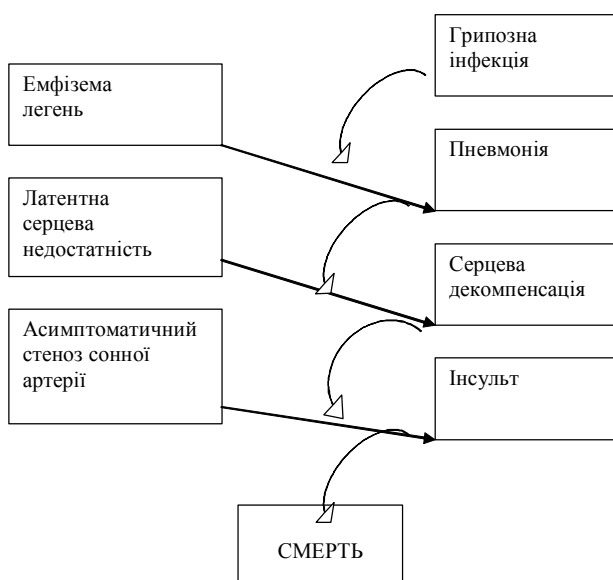 Грипозна
інфекція
Емфізема
легень
Пневмонія
Латентна
серцева
недостатність
Серцева
декомпенсація
Асимптоматичний
стеноз сонної
артерії
Інсульт
СМЕРТЬ